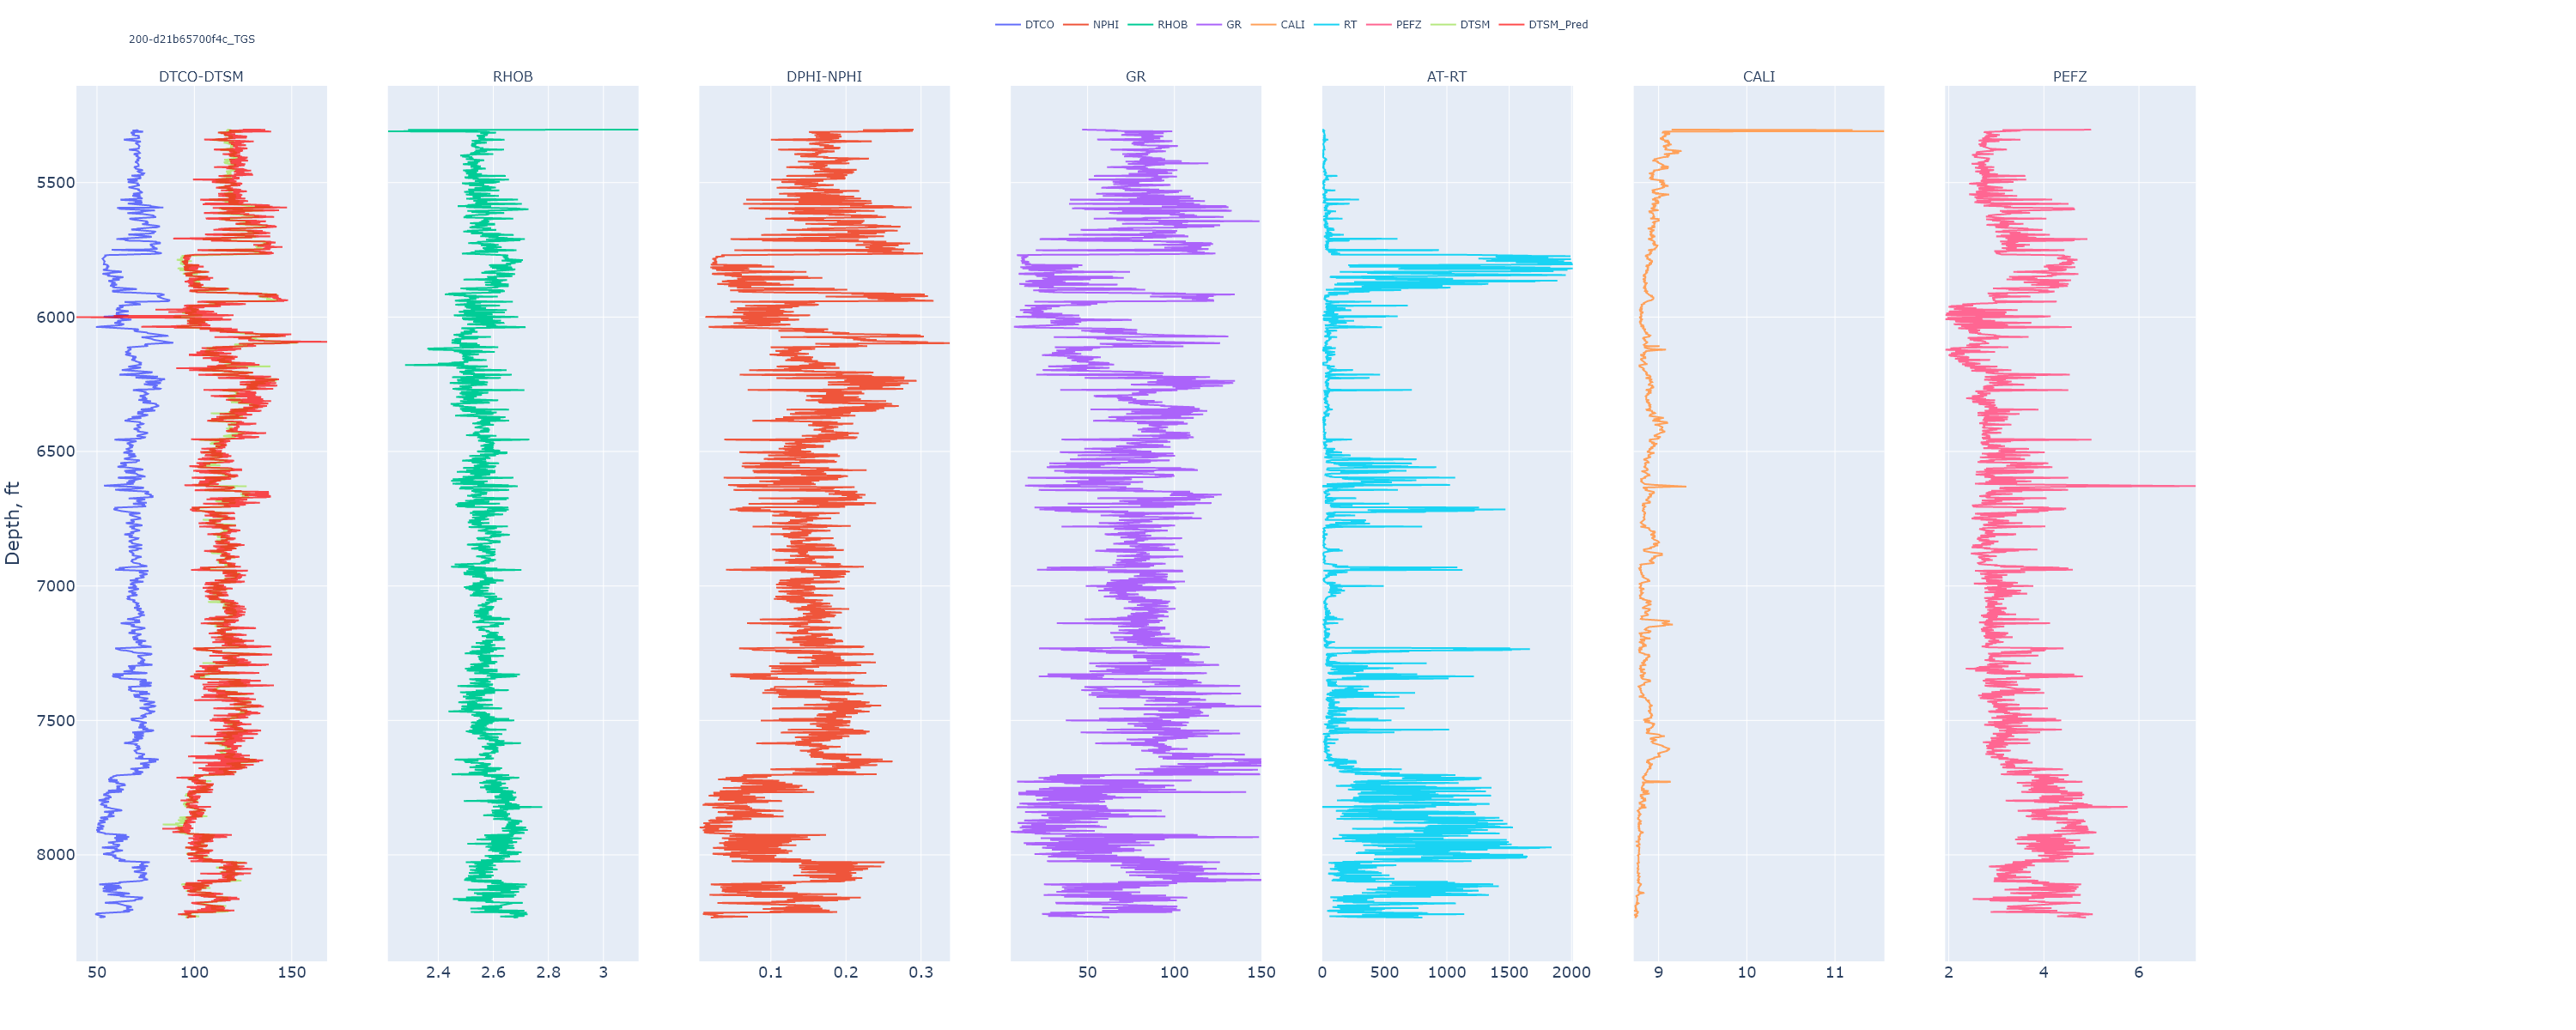 DTCO NPHI RHOB GR CALI RT PEFZ DTSM DTSM_Pred
200-d21b65700f4c_TGS
DTCO-DTSM RHOB DPHI-NPHI GR AT-RT CALI PEFZ
5500
6000
6500
7000
7500
8000
Depth, ft
50 100 150 2.4 2.6 2.8 3 0.1 0.2 0.3 50 100 150 0 500 1000 1500 2000 9 10 11 2 4 6